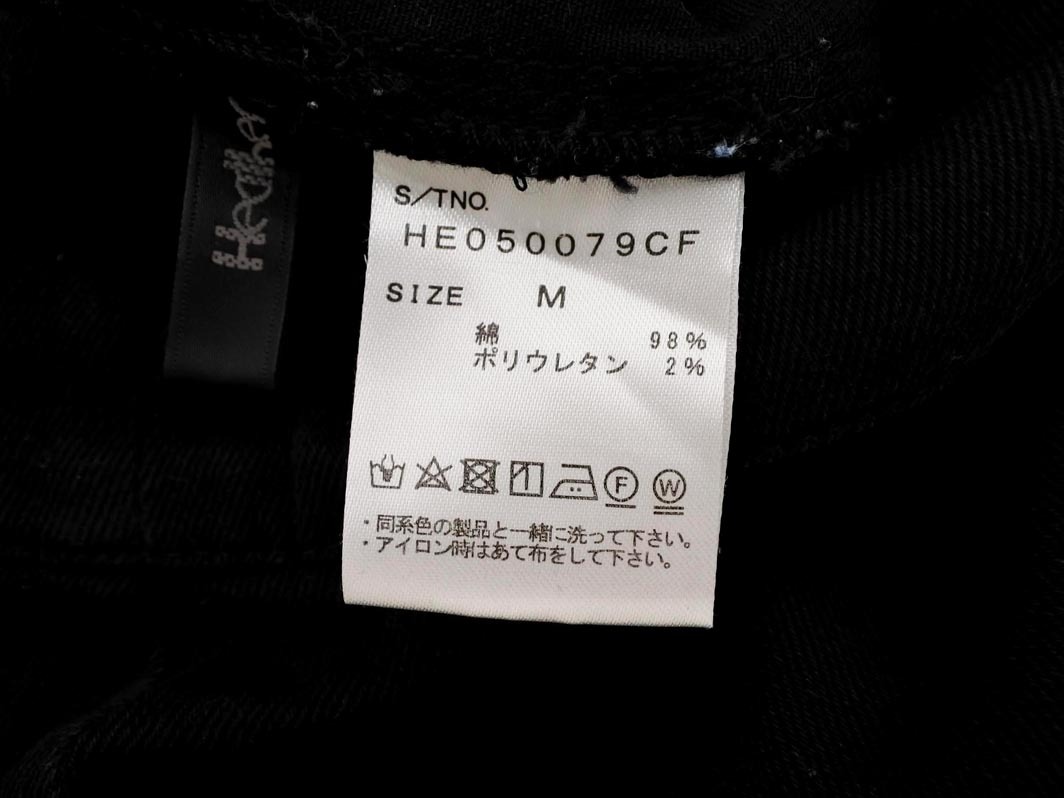 S/TNO.
HE050079CF
SIZE M
綿 98%
ポリウレタン 2%
F W
・同系色の製品と一緒に洗って下さい。
・アイロン時はあて布をして下さい。